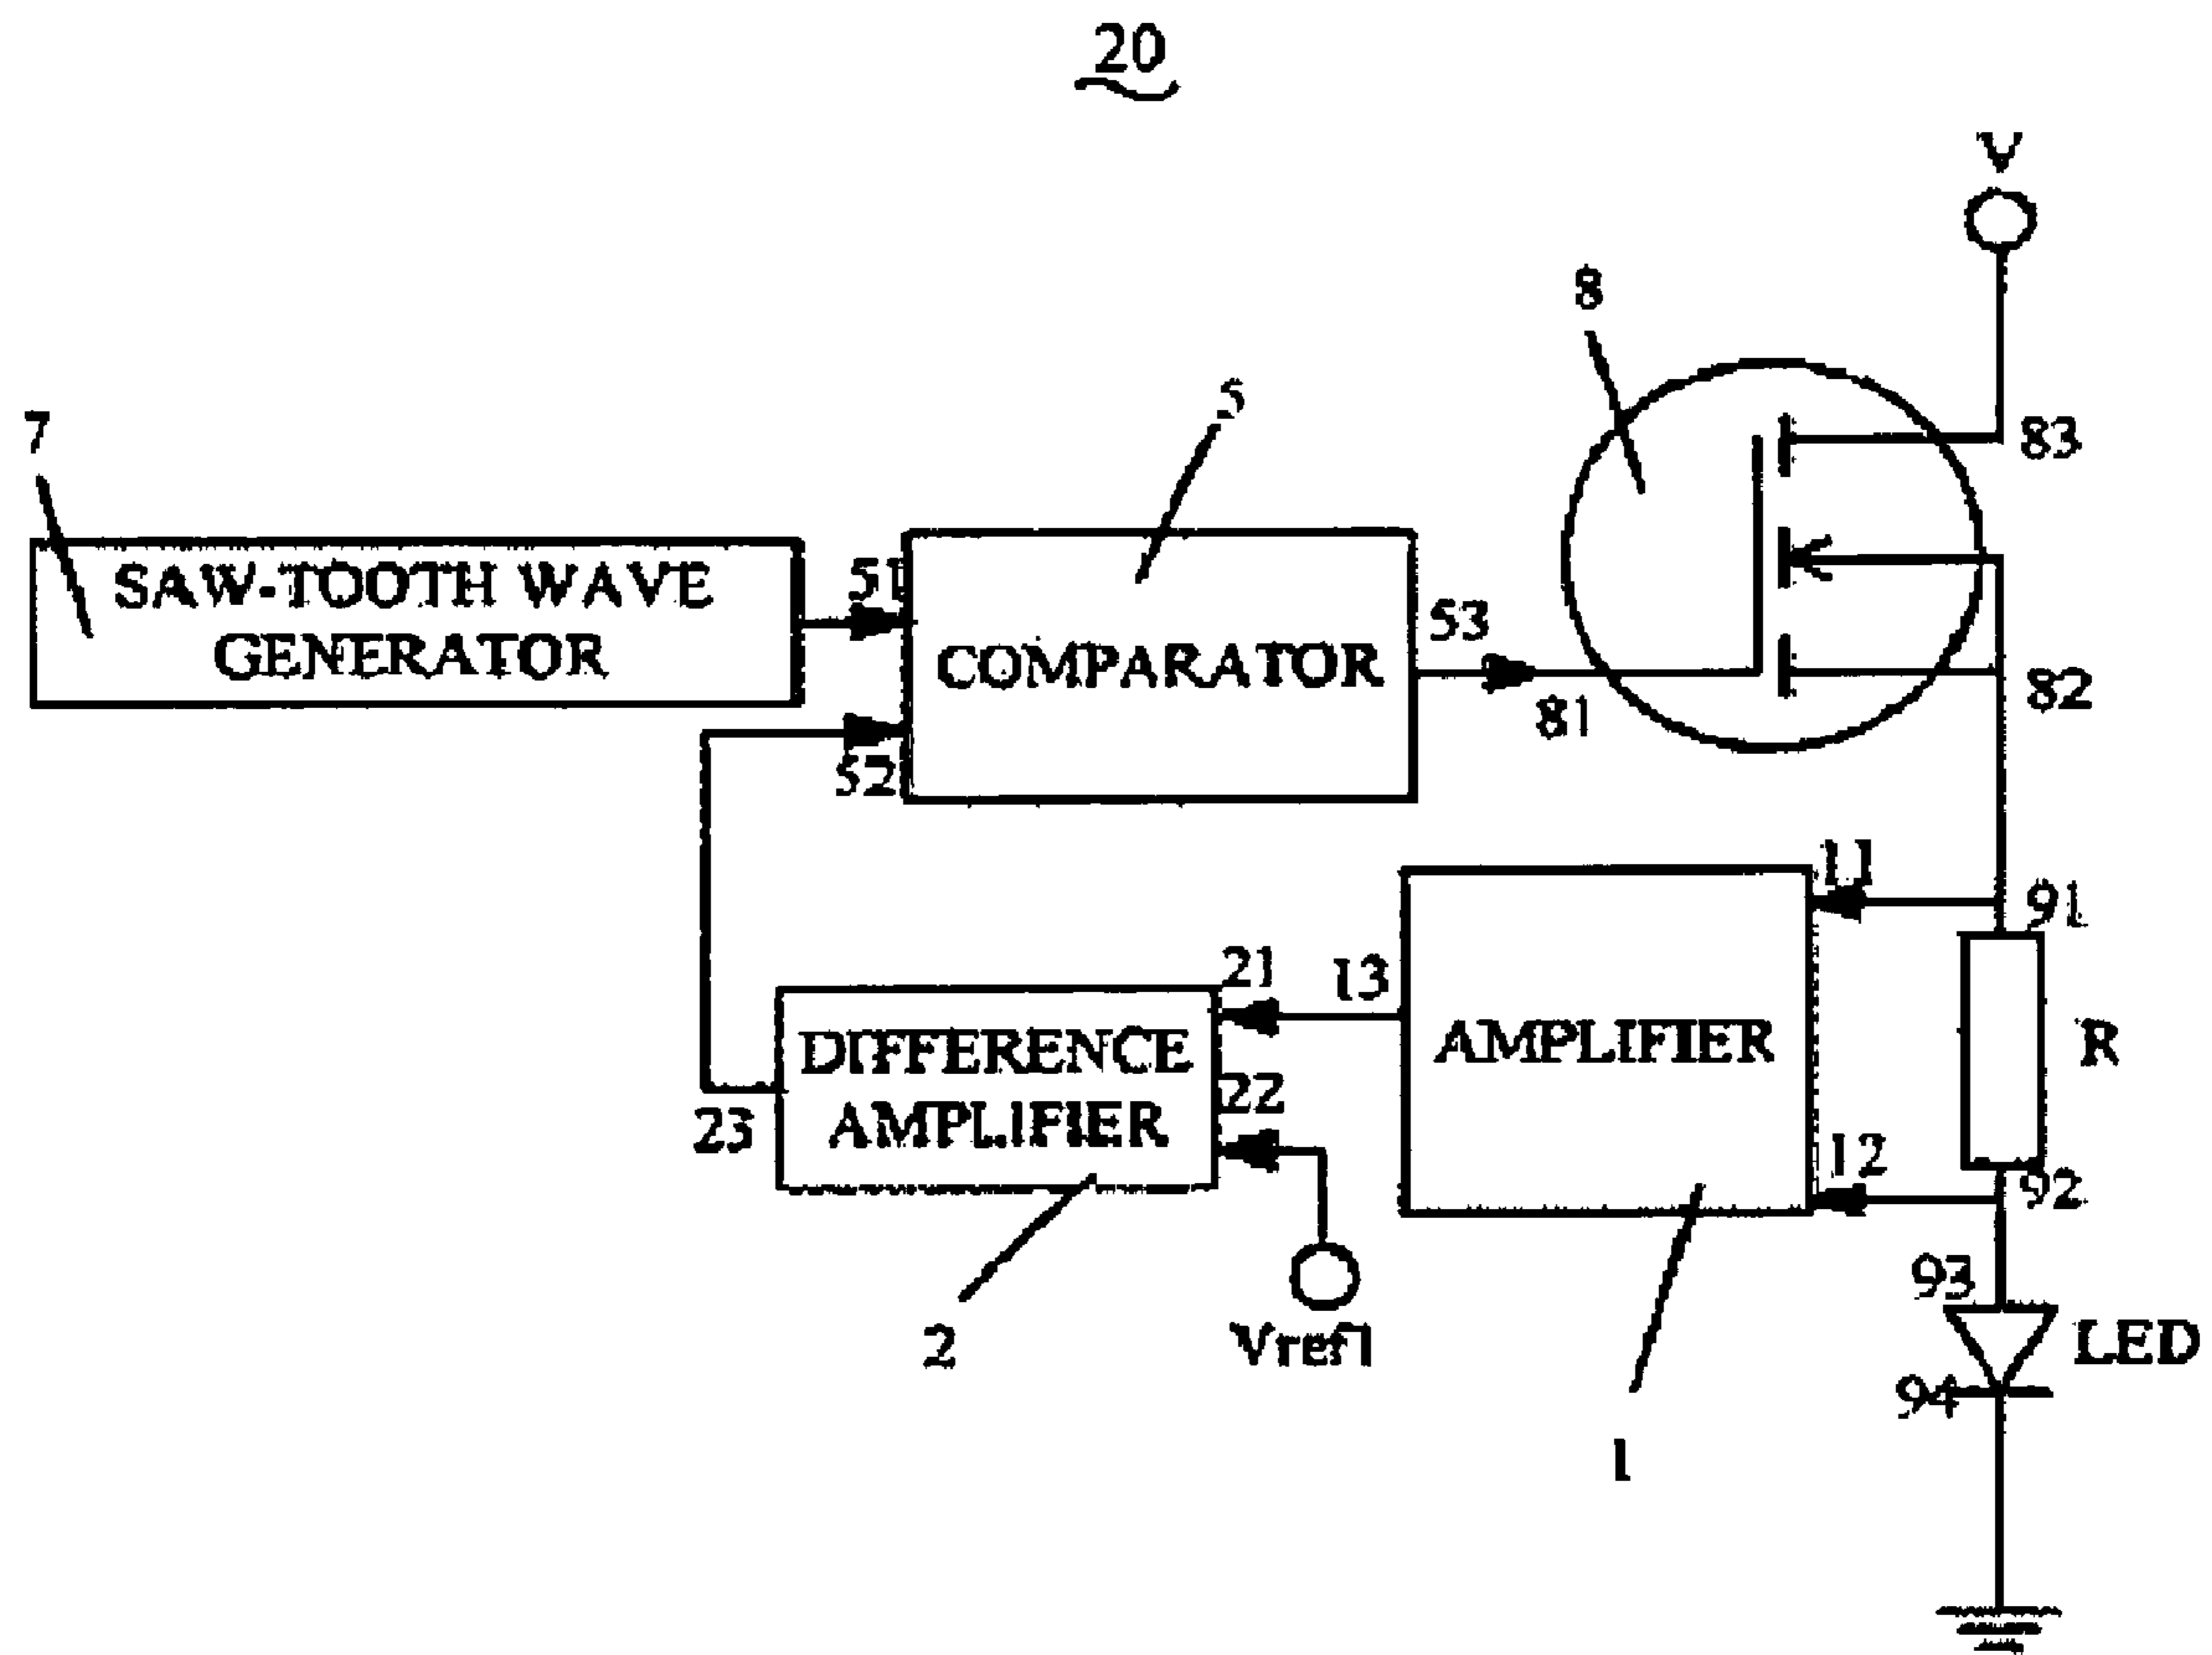 20
V
8
5
7
83
SAW-TOOTH WAVE
GENERATOR
51
COMPARATOR
53
81
82
52
11
91
21
13
DIFFERENCE
AMPLIFIER
22
AMPLIFIER
R
23
12
92
93
2
Vref1
LED
94
1